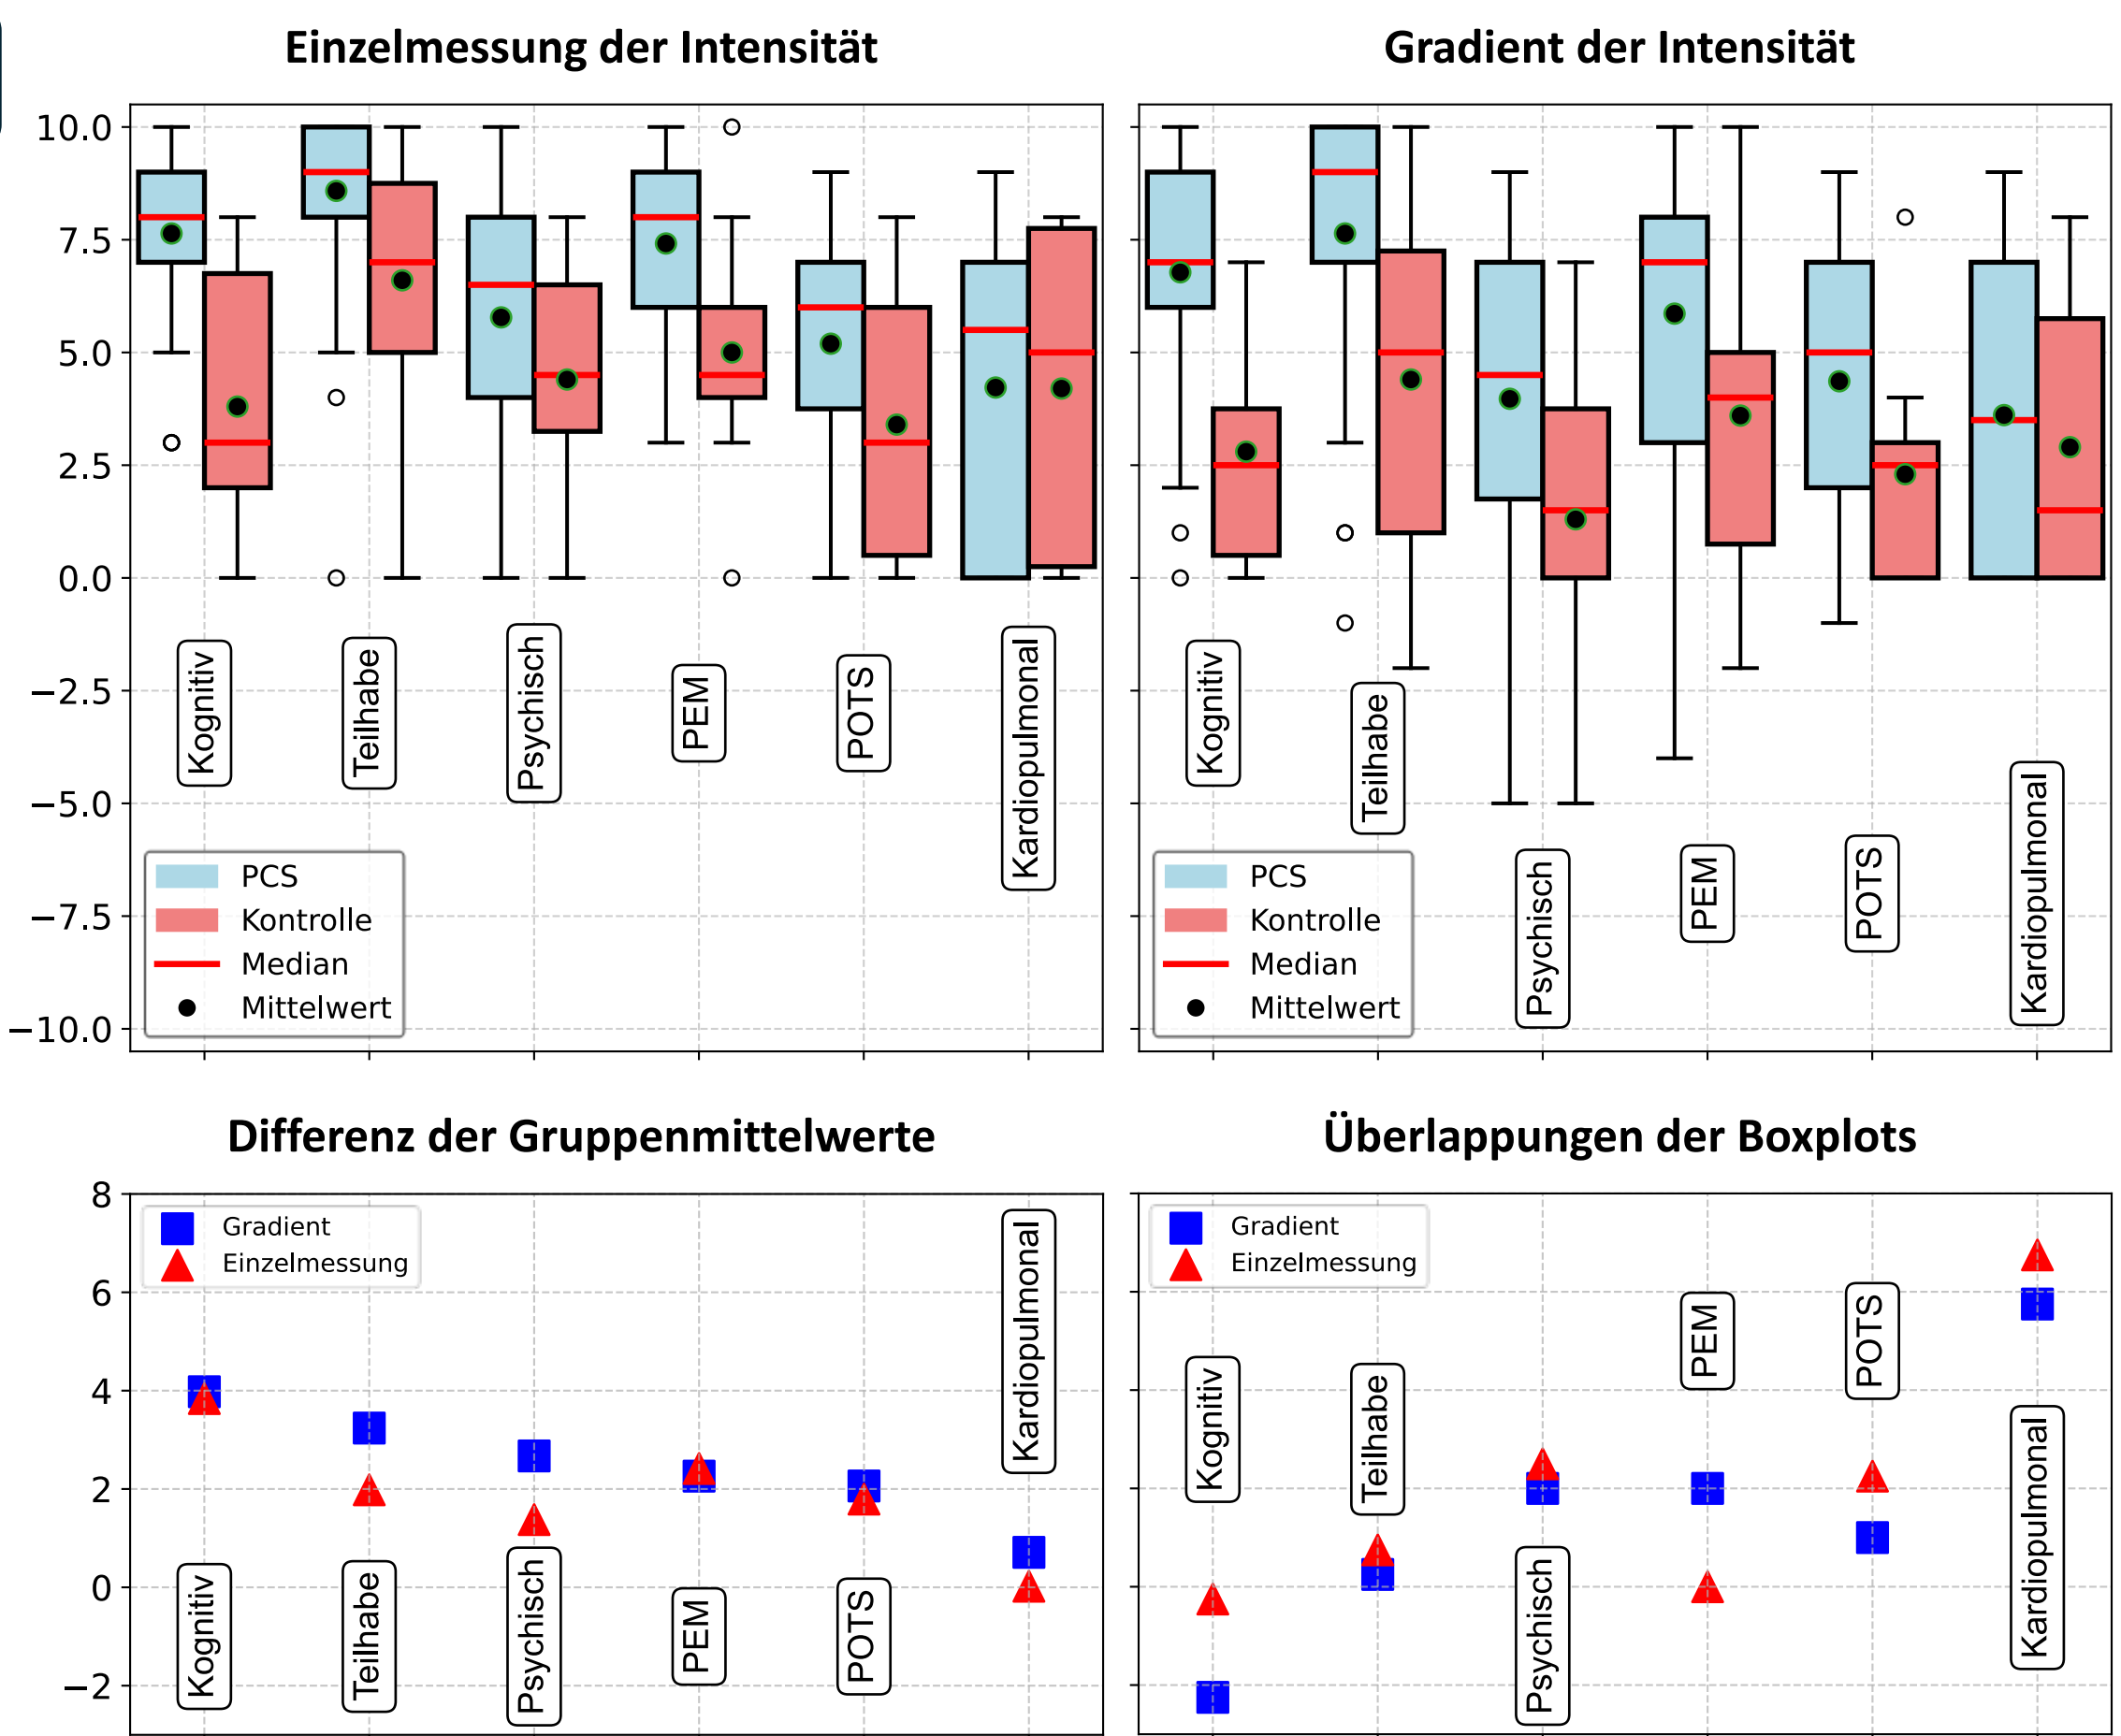 Einzelmessung der Intensität
Gradient der Intensität
10.0
7.5
5.0
2.5
0.0
−2.5
−5.0
−7.5
−10.0
Kognitiv
Teilhabe
Psychisch
PEM
POTS
Kardiopulmonal
PCS
Kontrolle
Median
Mittelwert
Kognitiv
Teilhabe
Psychisch
PEM
POTS
Kardiopulmonal
PCS
Kontrolle
Median
Mittelwert
Differenz der Gruppenmittelwerte
Überlappungen der Boxplots
8
6
4
2
0
−2
Gradient
Einzelmessung
Kognitiv
Teilhabe
Psychisch
PEM
POTS
Kardiopulmonal
Gradient
Einzelmessung
Kognitiv
Teilhabe
Psychisch
PEM
POTS
Kardiopulmonal